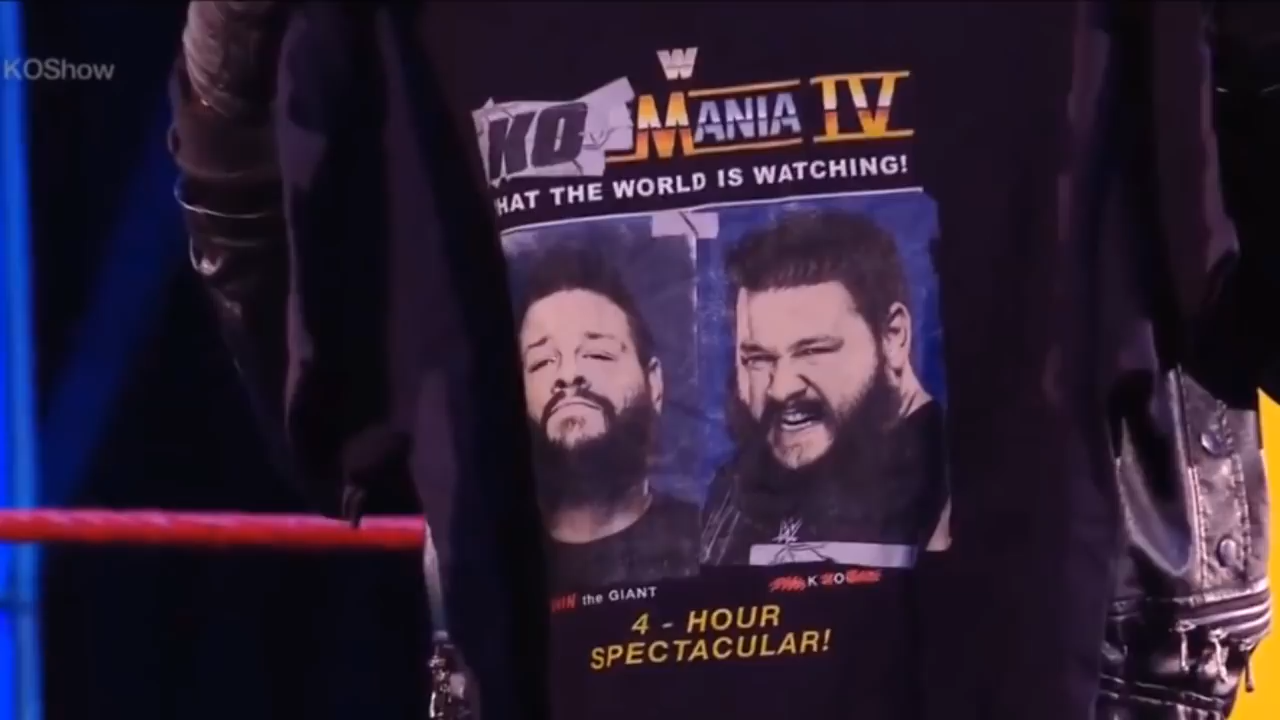 KOShow
W
KO MANIA IV
HAT THE WORLD IS WATCHING!
the GIANT
K O
4 - HOUR
SPECTACULAR!